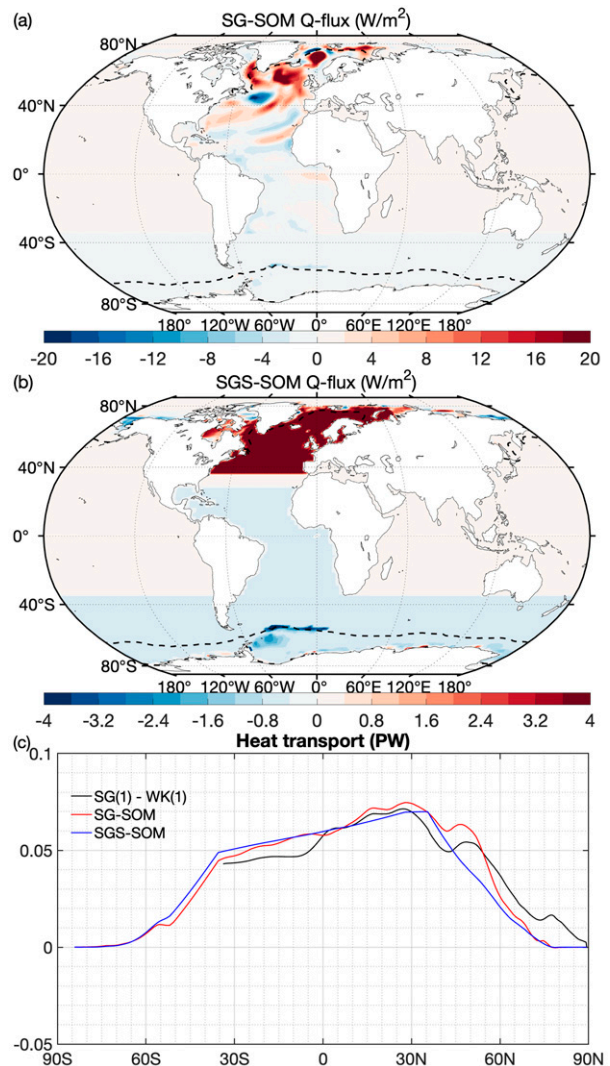 (a) SG-SOM Q-flux (W/m²)
80°N
40°N
0°
40°S
80°S
180° 120°W 60°W 0° 60°E 120°E 180°
-20 -16 -12 -8 -4 0 4 8 12 16 20
(b) SGS-SOM Q-flux (W/m²)
80°N
40°N
0°
40°S
80°S
180° 120°W 60°W 0° 60°E 120°E 180°
-4 -3.2 -2.4 -1.6 -0.8 0 0.8 1.6 2.4 3.2 4
(c) Heat transport (PW)
0.1
SG(1) - WK(1)
SG-SOM
SGS-SOM
0.05
0
-0.05
90S 60S 30S 0 30N 60N 90N